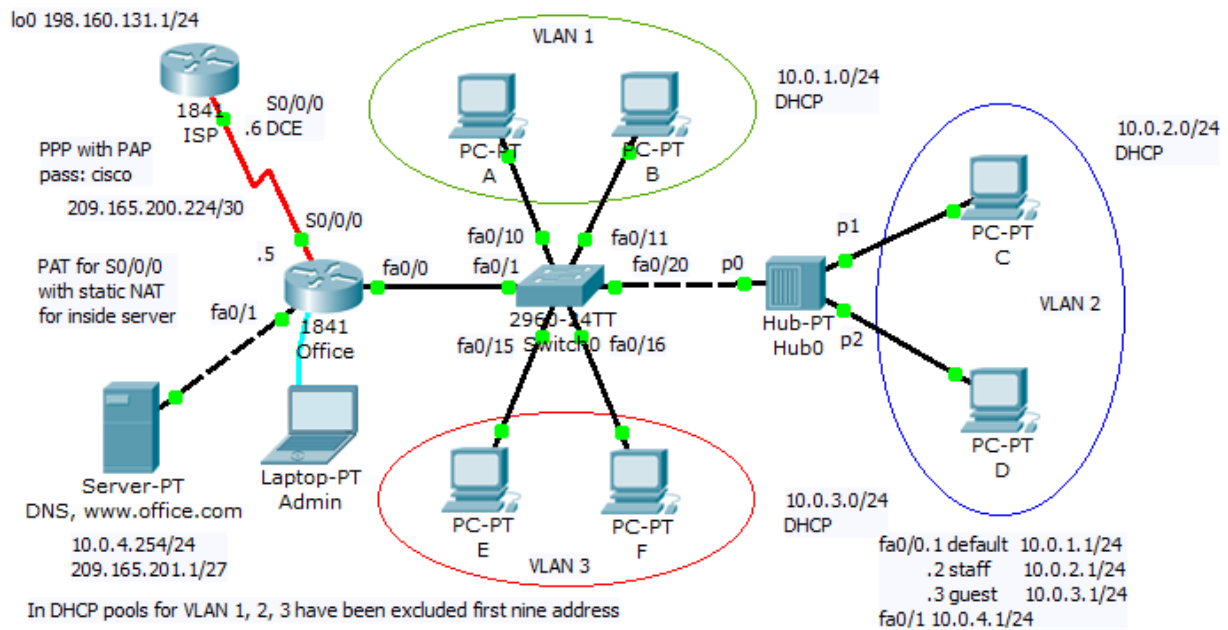 lo0 198.160.131.1/24
1841
ISP
S0/0/0
.6 DCE
PPP with PAP
pass: cisco
209.165.200.224/30
S0/0/0
.5
PAT for S0/0/0
with static NAT
for inside server
fa0/1
fa0/0
1841
Office
Server-PT
DNS, www.office.com
10.0.4.254/24
209.165.201.1/27
Laptop-PT
Admin
VLAN 1
PC-PT
A
PC-PT
B
10.0.1.0/24
DHCP
fa0/10
fa0/11
fa0/1
fa0/20
p0
2960-24TT
Switch0
fa0/15
fa0/16
Hub-PT
Hub0
p1
p2
10.0.2.0/24
DHCP
PC-PT
C
VLAN 2
PC-PT
D
PC-PT
E
PC-PT
F
VLAN 3
10.0.3.0/24
DHCP
fa0/0.1 default 10.0.1.1/24
.2 staff 10.0.2.1/24
.3 guest 10.0.3.1/24
fa0/1 10.0.4.1/24
In DHCP pools for VLAN 1, 2, 3 have been excluded first nine address